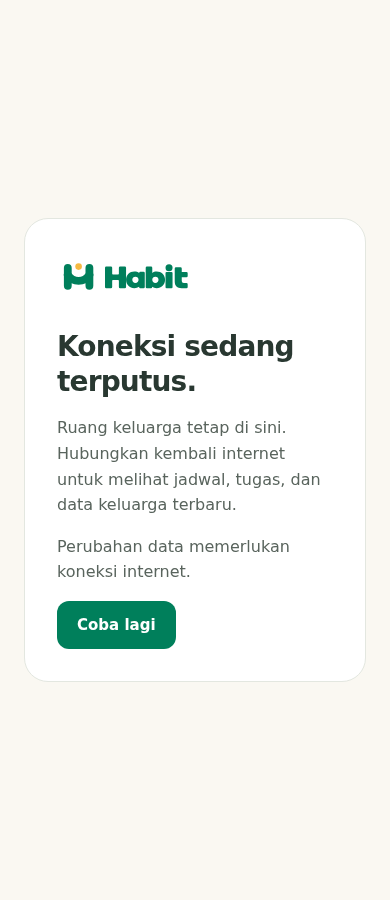 Habit
Koneksi sedang
terputus.
Ruang keluarga tetap di sini.
Hubungkan kembali internet
untuk melihat jadwal, tugas, dan
data keluarga terbaru.
Perubahan data memerlukan
koneksi internet.
Coba lagi